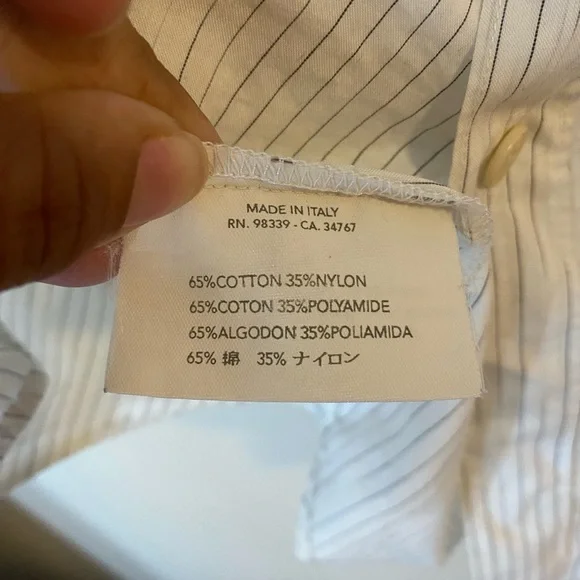 MADE IN ITALY
RN. 98339 - CA. 34767
65%COTTON 35%NYLON
65%COTON 35%POLYAMIDE
65%ALGODON 35%POLIAMIDA
65% 綿 35% ナイロン